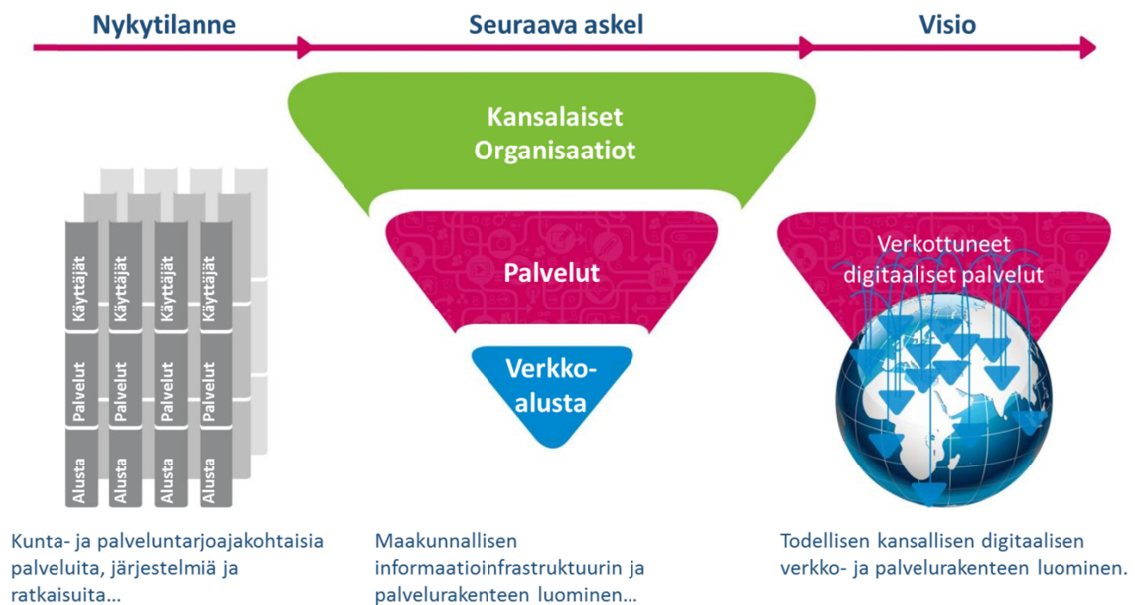 Nykytilanne
Seuraava askel
Visio
Käyttäjät
Käyttäjät
Käyttäjät
Käyttäjät
Palvelut
Palvelut
Palvelut
Palvelut
Alusta
Alusta
Alusta
Alusta
Kansalaiset
Organisaatiot
Palvelut
Verkko-
alusta
Verkottuneet
digitaaliset palvelut
Kunta- ja palveluntarjoajakohtaisia
palveluita, järjestelmiä ja
ratkaisuita...
Maakunnallisen
informaatioinfrastruktuurin ja
palvelurakenteen luominen...
Todellisen kansallisen digitaalisen
verkko- ja palvelurakenteen luominen.